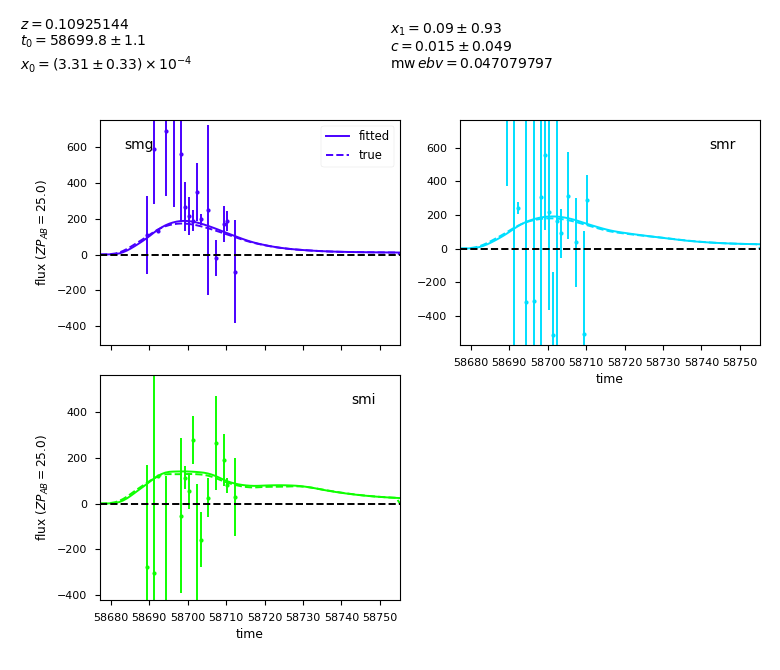 z = 0.10925144
t₀ = 58699.8 ± 1.1
x₀ = (3.31 ± 0.33) × 10⁻⁴
x₁ = 0.09 ± 0.93
c = 0.015 ± 0.049
mw ebv = 0.047079797
smg
fitted
true
600
400
200
0
−200
−400
flux (ZP_AB = 25.0)
smr
600
400
200
0
−200
−400
58680 58690 58700 58710 58720 58730 58740 58750
time
smi
400
200
0
−200
−400
flux (ZP_AB = 25.0)
58680 58690 58700 58710 58720 58730 58740 58750
time